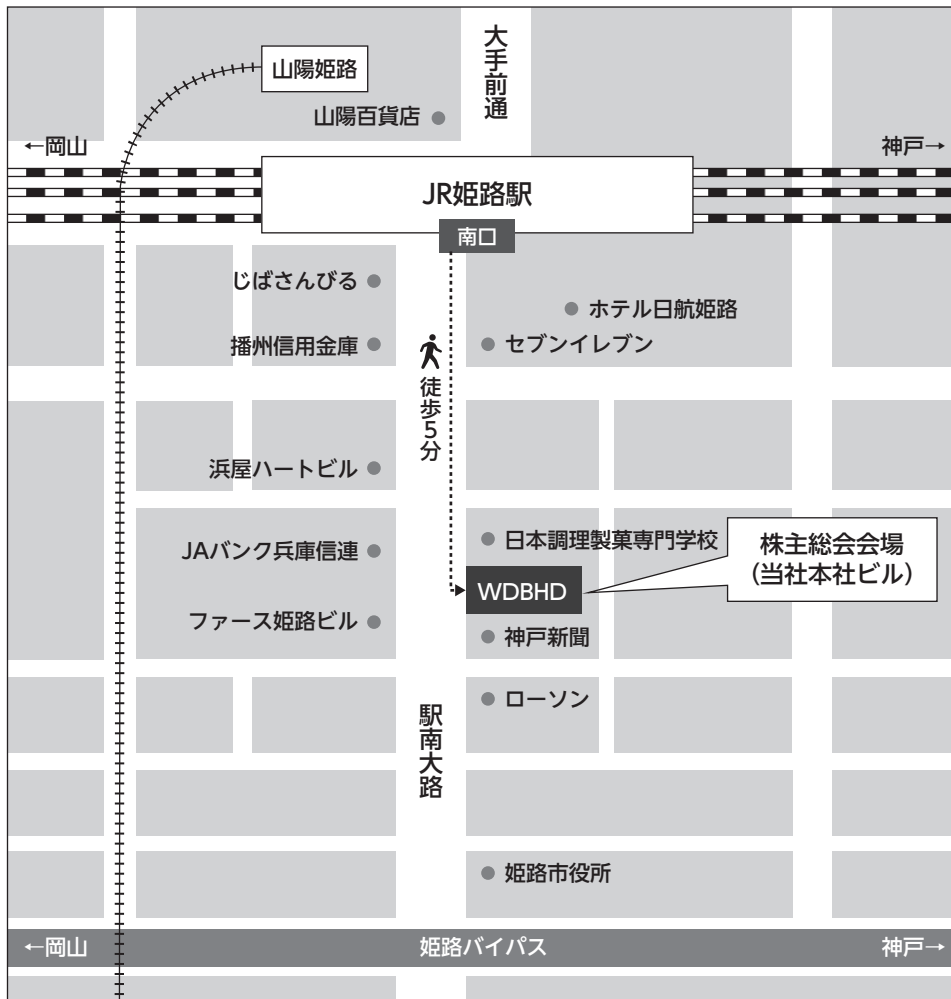 大手前通
山陽姫路
山陽百貨店
←岡山
神戸→
JR姫路駅
南口
じばさんびる
ホテル日航姫路
播州信用金庫
セブンイレブン
徒歩5分
浜屋ハートビル
日本調理製菓専門学校
株主総会会場
(当社本社ビル)
JAバンク兵庫信連
WDBHD
ファース姫路ビル
神戸新聞
ローソン
駅南大路
姫路市役所
←岡山
姫路バイパス
神戸→